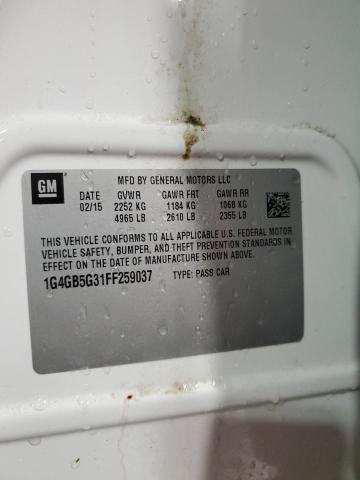 GM
MFD BY GENERAL MOTORS LLC
DATE GVWR GAWR FRT GAWR RR
02/15 2252 KG 1184 KG 1068 KG
4965 LB 2610 LB 2355 LB
THIS VEHICLE CONFORMS TO ALL APPLICABLE U.S. FEDERAL MOTOR
VEHICLE SAFETY, BUMPER, AND THEFT PREVENTION STANDARDS IN
EFFECT ON THE DATE OF MANUFACTURE SHOWN ABOVE.
1G4GB5G31FF259037 TYPE: PASS CAR